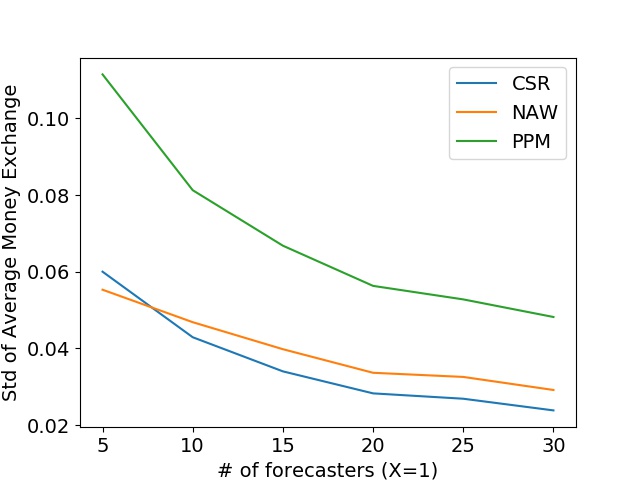 Std of Average Money Exchange
0.10
0.08
0.06
0.04
0.02
CSR
NAW
PPM
5 10 15 20 25 30
# of forecasters (X=1)